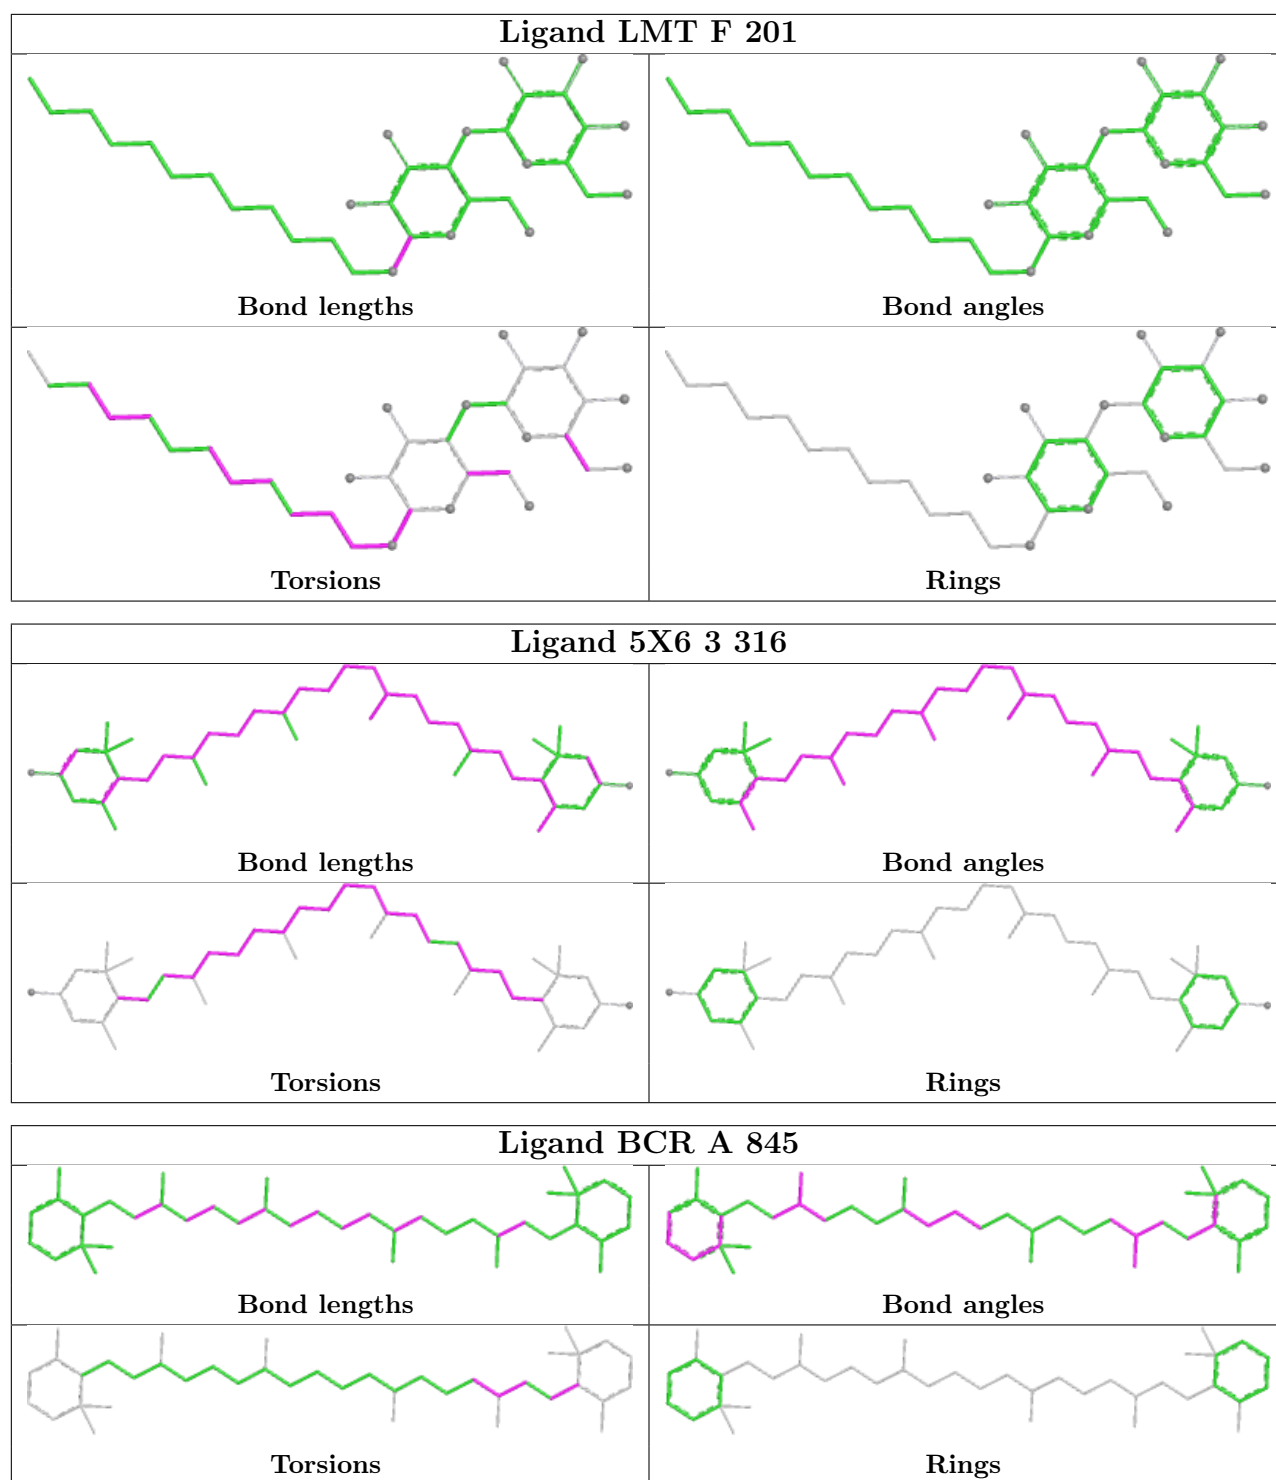 Ligand LMT F 201
Bond lengths
Bond angles
Torsions
Rings
Ligand 5X6 3 316
Bond lengths
Bond angles
Torsions
Rings
Ligand BCR A 845
Bond lengths
Bond angles
Torsions
Rings